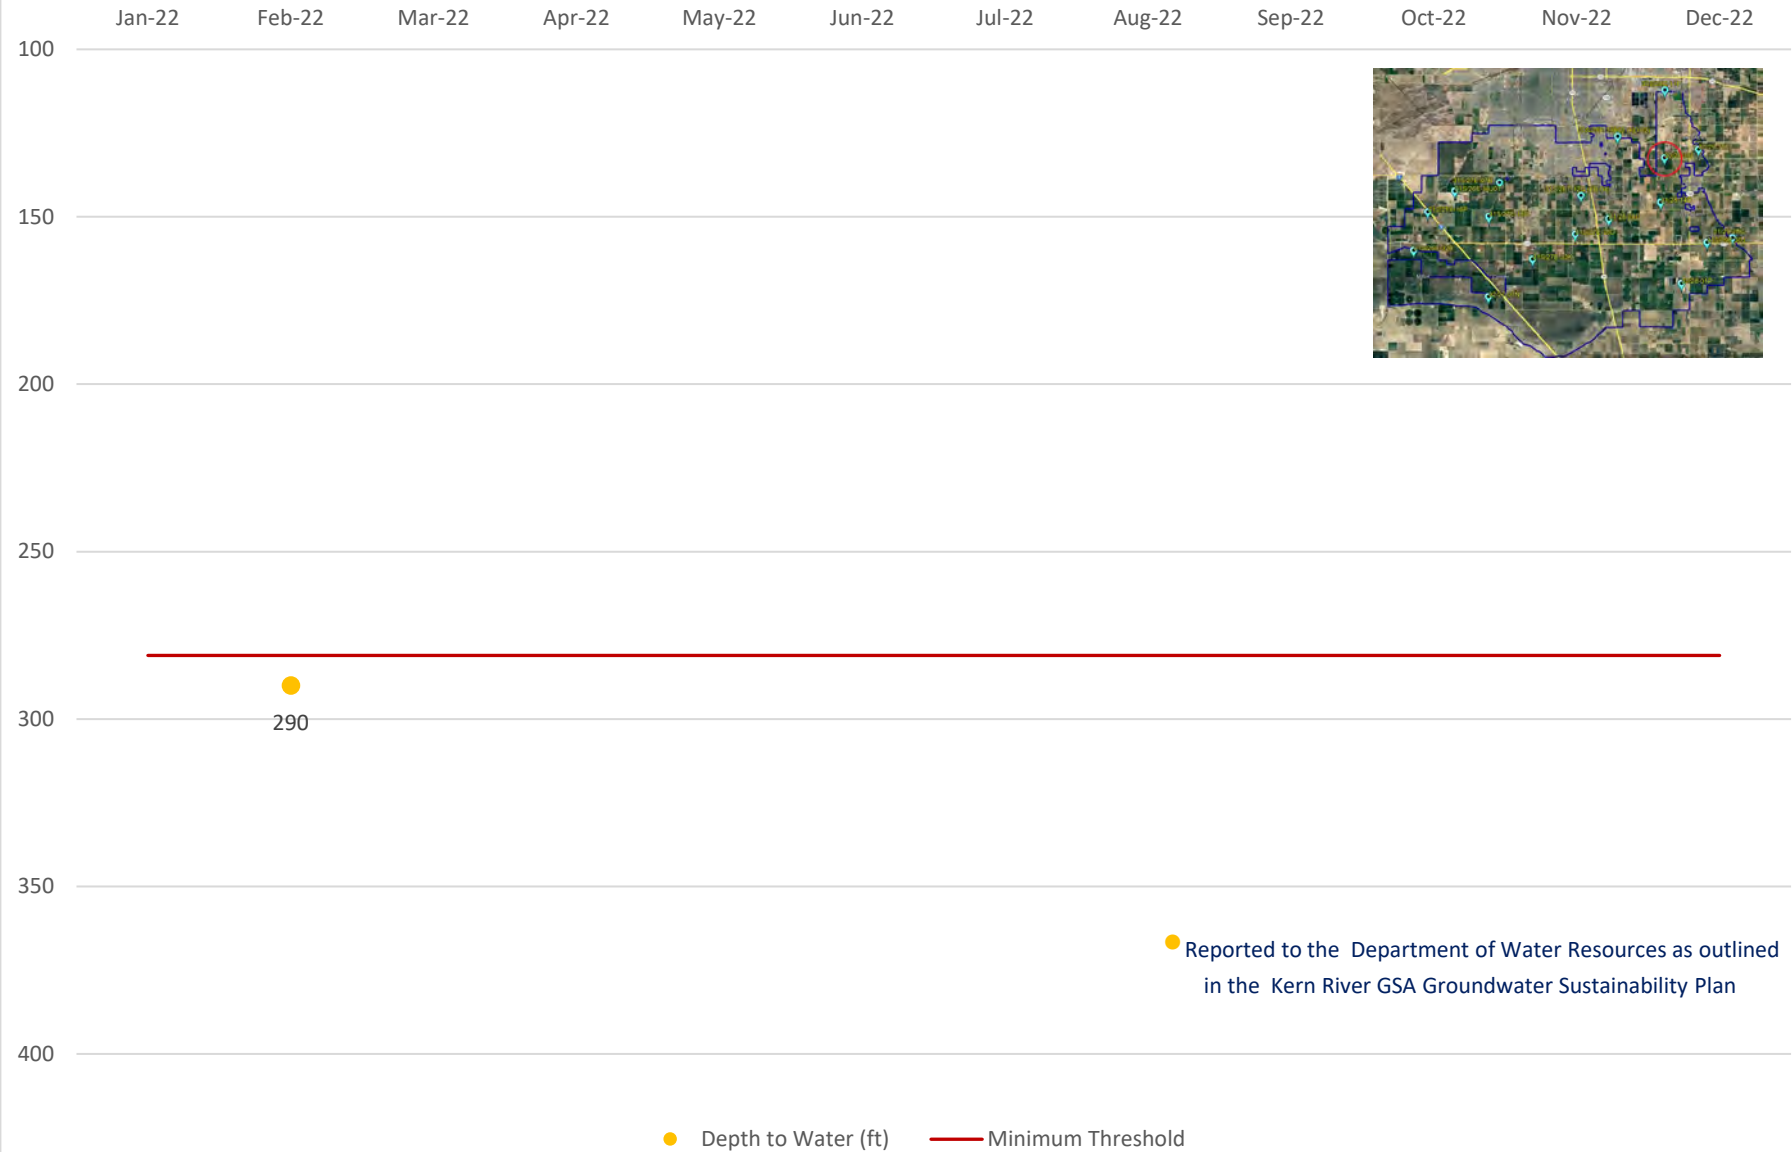 Jan-22 Feb-22 Mar-22 Apr-22 May-22 Jun-22 Jul-22 Aug-22 Sep-22 Oct-22 Nov-22 Dec-22
100
150
200
250
300
350
400
290
Reported to the Department of Water Resources as outlined
in the Kern River GSA Groundwater Sustainability Plan
Depth to Water (ft) Minimum Threshold